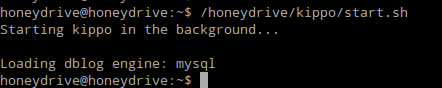 honeydrive@honeydrive:~$ /honeydrive/kippo/start.sh
Starting kippo in the background...
Loading dblog engine: mysql
honeydrive@honeydrive:~$